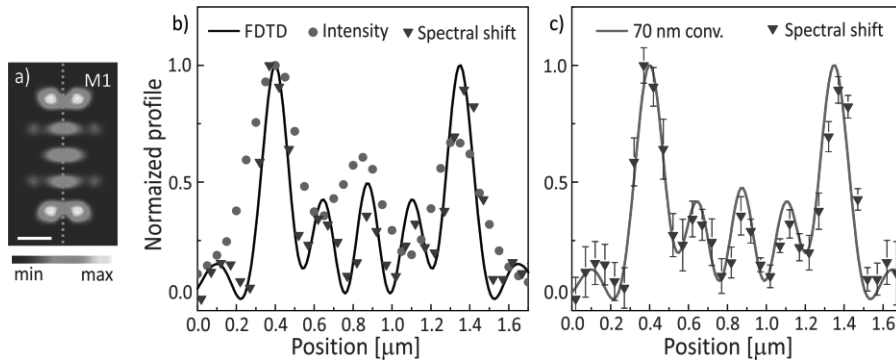 a)
M1
min max
b)
FDTD Intensity Spectral shift
Normaized profile
1.0
0.5
0.0
0.0 0.2 0.4 0.6 0.8 1.0 1.2 1.4 1.6
Position [μm]
c)
70 nm conv. Spectral shift
1.0
0.5
0.0
0.0 0.2 0.4 0.6 0.8 1.0 1.2 1.4 1.6
Position [μm]